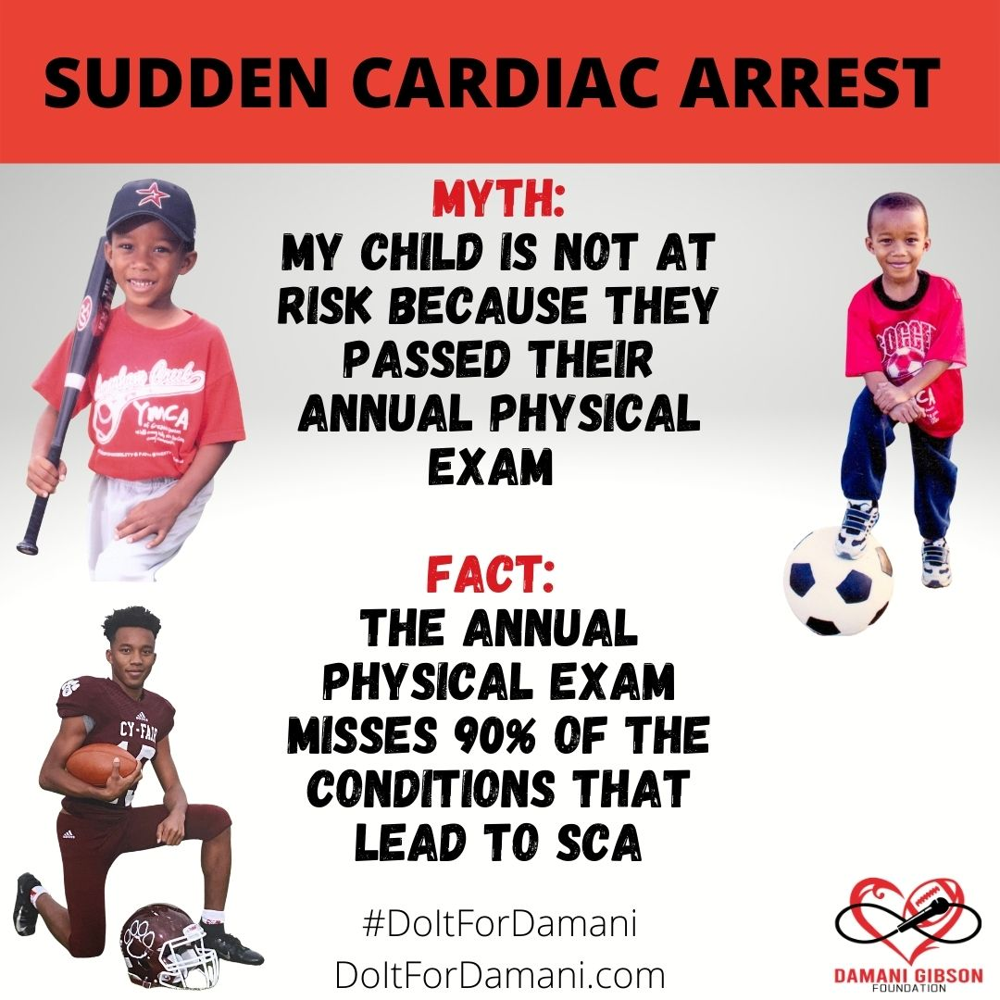 SUDDEN CARDIAC ARREST
MYTH:
MY CHILD IS NOT AT
RISK BECAUSE THEY
PASSED THEIR
ANNUAL PHYSICAL
EXAM
FACT:
THE ANNUAL
PHYSICAL EXAM
MISSES 90% OF THE
CONDITIONS THAT
LEAD TO SCA
#DoItForDamani
DoItForDamani.com
YMCA
SOCCER
adidas
CY-FAIR
DAMANI GIBSON
FOUNDATION